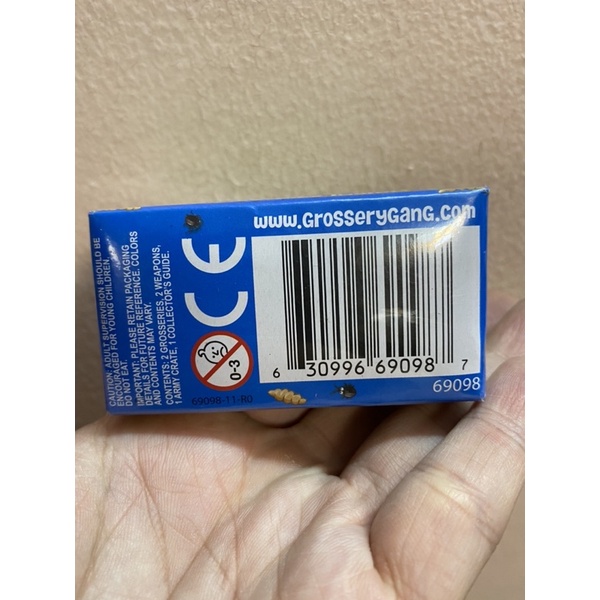 www.GrosseryGang.com
CAUTION: ADULT SUPERVISION SHOULD BE
ENCOURAGED FOR YOUNG CHILDREN.
DO NOT EAT.
IMPORTANT: PLEASE RETAIN PACKAGING
DETAILS FOR FUTURE REFERENCE. COLORS
AND CONTENTS MAY VARY.
CONTENTS: 2 GROSSERIES, 2 WEAPONS,
1 ARMY CRATE, 1 COLLECTOR'S GUIDE.
CE
0-3
69098-11-R0
6 30996 69098 7
69098